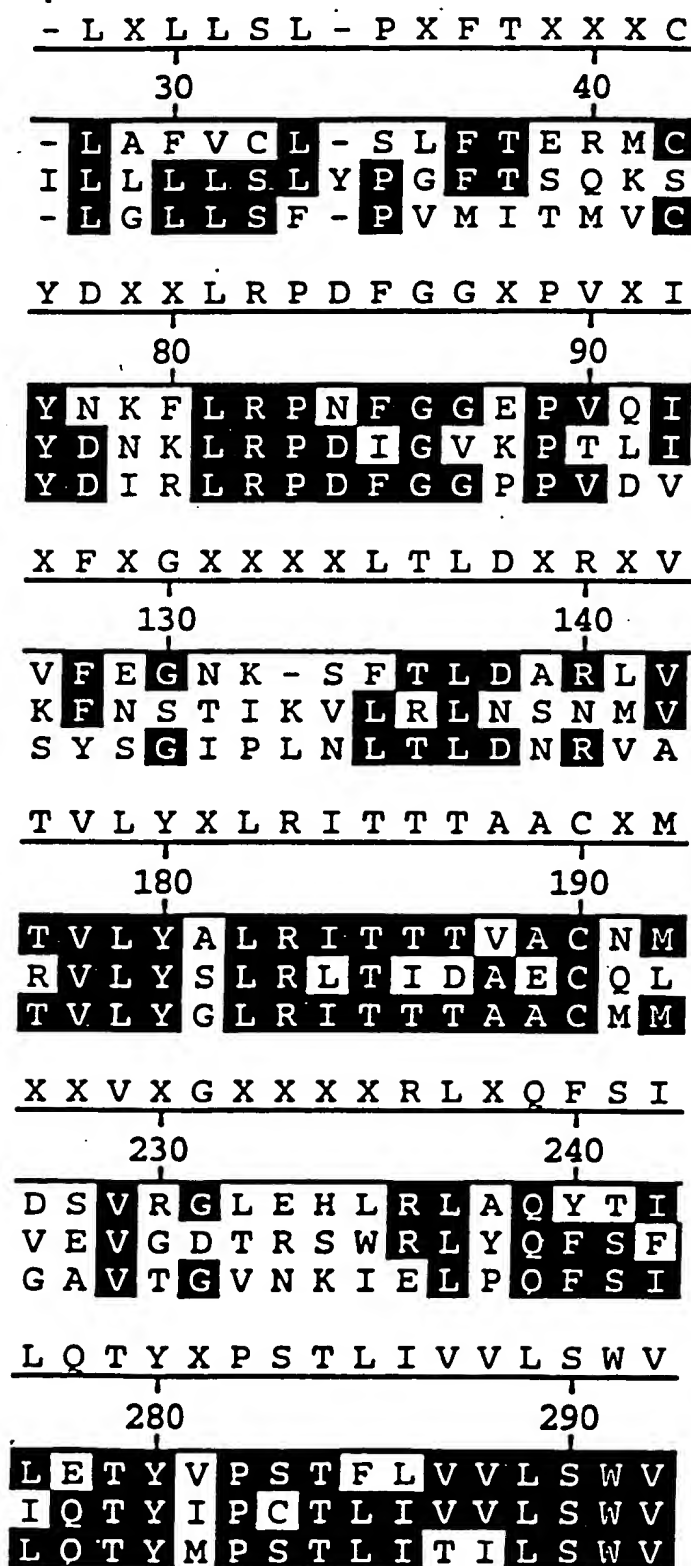 - L X L L S L - P X F T X X X C
30 40
- L A F V C L - S L F T E R M C
I L L L L S L Y P G F T S Q K S
- L G L L S F - P V M I T M V C
Y D X X L R P D F G G X P V X I
80 90
Y N K F L R P N F G G E P V Q I
Y D N K L R P D I G V K P T L I
Y D I R L R P D F G G P P V D V
X F X G X X X X L T L D X R X V
130 140
V F E G N K - S F T L D A R L V
K F N S T I K V L R L N S N M V
S Y S G I P L N L T L D N R V A
T V L Y X L R I T T T A A C X M
180 190
T V L Y A L R I T T T V A C N M
R V L Y S L R L T I D A E C Q L
T V L Y G L R I T T T A A C M M
X X V X G X X X X R L X Q F S I
230 240
D S V R G L E H L R L A Q Y T I
V E V G D T R S W R L Y Q F S F
G A V T G V N K I E L P Q F S I
L Q T Y X P S T L I V V L S W V
280 290
L E T Y V P S T F L V V L S W V
I Q T Y I P C T L I V V L S W V
L Q T Y M P S T L I T I L S W V